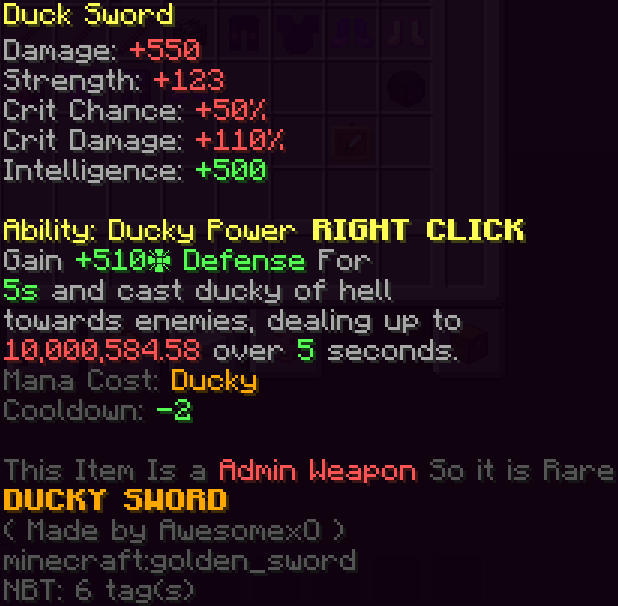 Duck Sword
Damage: +550
Strength: +123
Crit Chance: +50%
Crit Damage: +110%
Intelligence: +500
Ability: Ducky Power RIGHT CLICK
Gain +510❈ Defense For
5s and cast ducky of hell
towards enemies, dealing up to
10,000,584.58 over 5 seconds.
Mana Cost: Ducky
Cooldown: -2
This Item Is a Admin Weapon So it is Rare
DUCKY SWORD
( Made by AwesomexO )
minecraft:golden_sword
NBT: 6 tag(s)